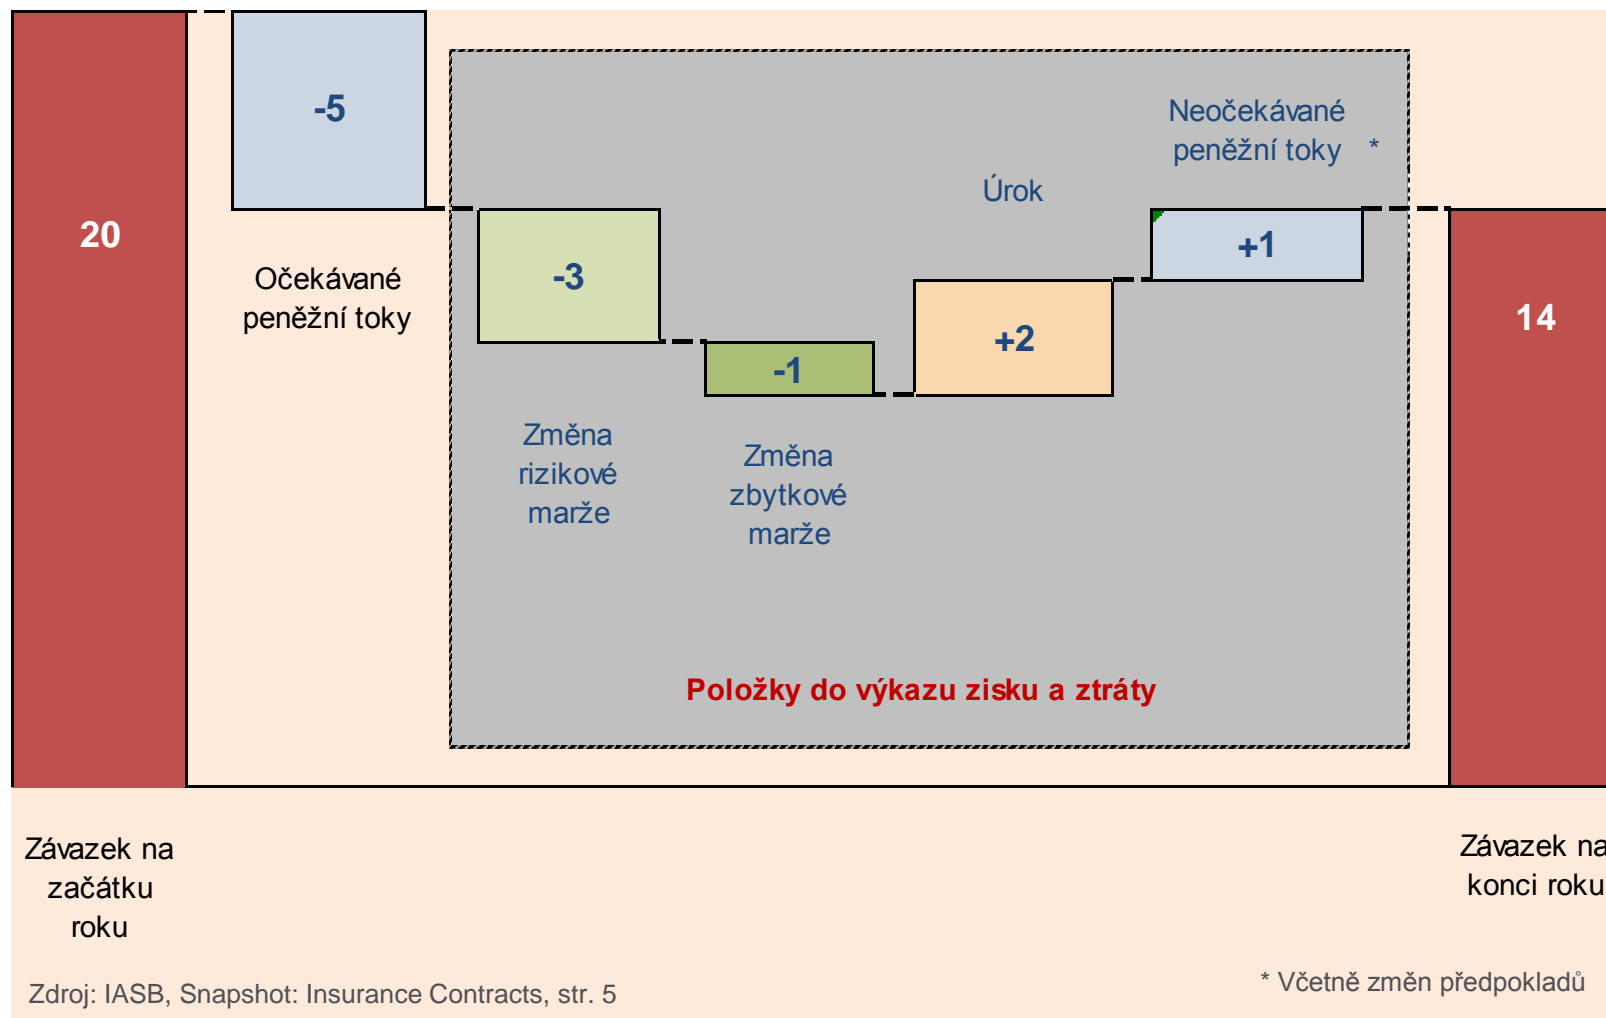 20
-5
Očekávané
peněžní toky
-3
Změna
rizikové
marže
-1
Změna
zbytkové
marže
Úrok
+2
Neočekávané
peněžní toky *
+1
14
Položky do výkazu zisku a ztráty
Závazek na
začátku
roku
Závazek na
konci roku
Zdroj: IASB, Snapshot: Insurance Contracts, str. 5
* Včetně změn předpokladů